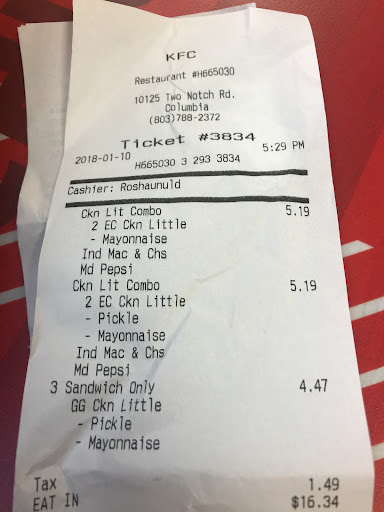 KFC
Restaurant #H665030
10125 Two Notch Rd.
Columbia
(803)788-2372
Ticket #3834
2018-01-10 5:29 PM
H665030 3 293 3834
Cashier: Roshaunuld
Ckn Lit Combo 5.19
2 EC Ckn Little
- Mayonnaise
Ind Mac & Chs
Md Pepsi
Ckn Lit Combo 5.19
2 EC Ckn Little
- Pickle
- Mayonnaise
Ind Mac & Chs
Md Pepsi
3 Sandwich Only 4.47
GG Ckn Little
- Pickle
- Mayonnaise
Tax 1.49
EAT IN $16.34